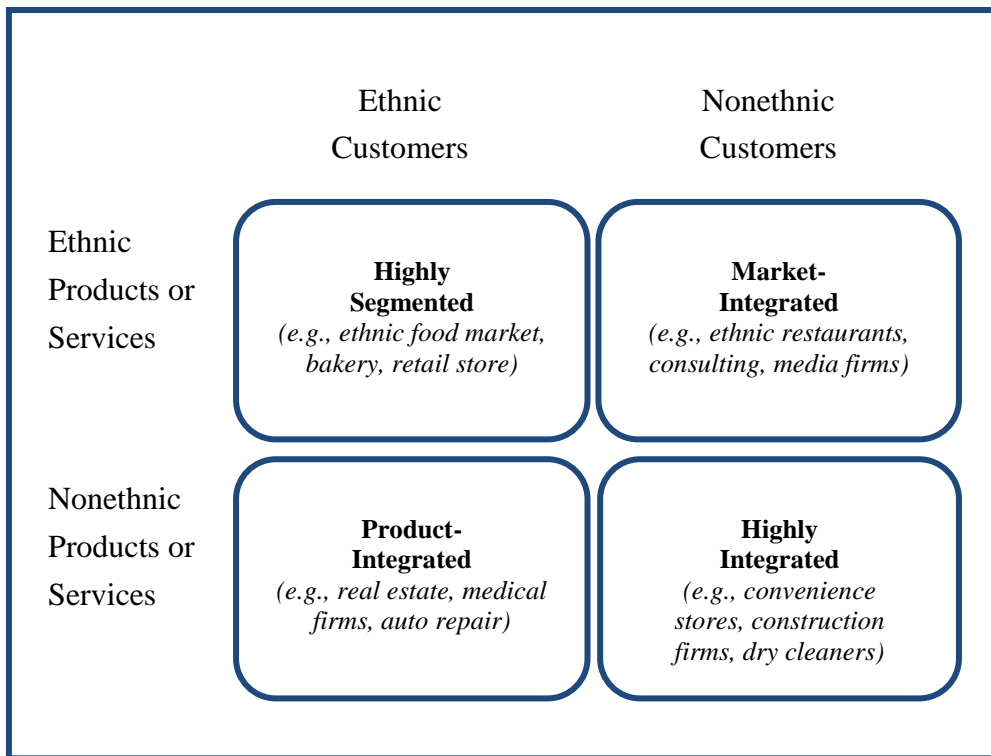 Ethnic
Customers
Nonethnic
Customers
Ethnic
Products or
Services
Highly
Segmented
(e.g., ethnic food market,
bakery, retail store)
Market-
Integrated
(e.g., ethnic restaurants,
consulting, media firms)
Nonethnic
Products or
Services
Product-
Integrated
(e.g., real estate, medical
firms, auto repair)
Highly
Integrated
(e.g., convenience
stores, construction
firms, dry cleaners)